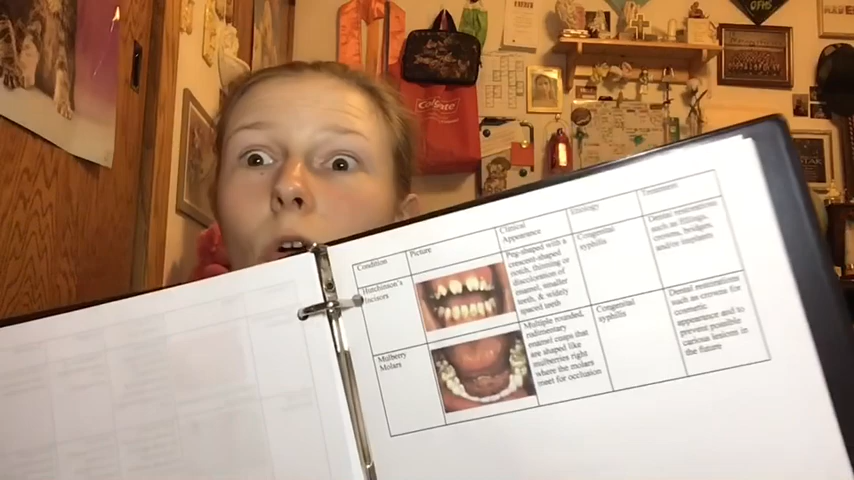 Condition
Picture
Clinical
Appearance
Etiology
Treatment
Hutchinson's
Incisors
Peg-shaped with a
crescent-shaped
notch, thinning or
discoloration of
enamel, smaller
teeth, & widely
spaced teeth
Congenital
syphilis
Dental restorations
such as fillings,
crowns, bridges,
and/or implants
Mulberry
Molars
Multiple rounded,
rudimentary
enamel cusps that
are shaped like
mulberries right
where the molars
meet for occlusion
Congenital
syphilis
Dental restorations
such as crowns for
cosmetic
appearance and to
prevent possible
carious lesions in
the future
Colgate